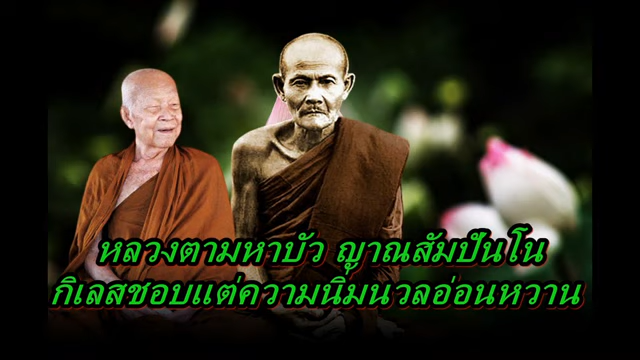 หลวงตามหาบัว ญาณสัมปันโน
กิเลสชอบแต่ความนิ่มนวลอ่อนหวาน